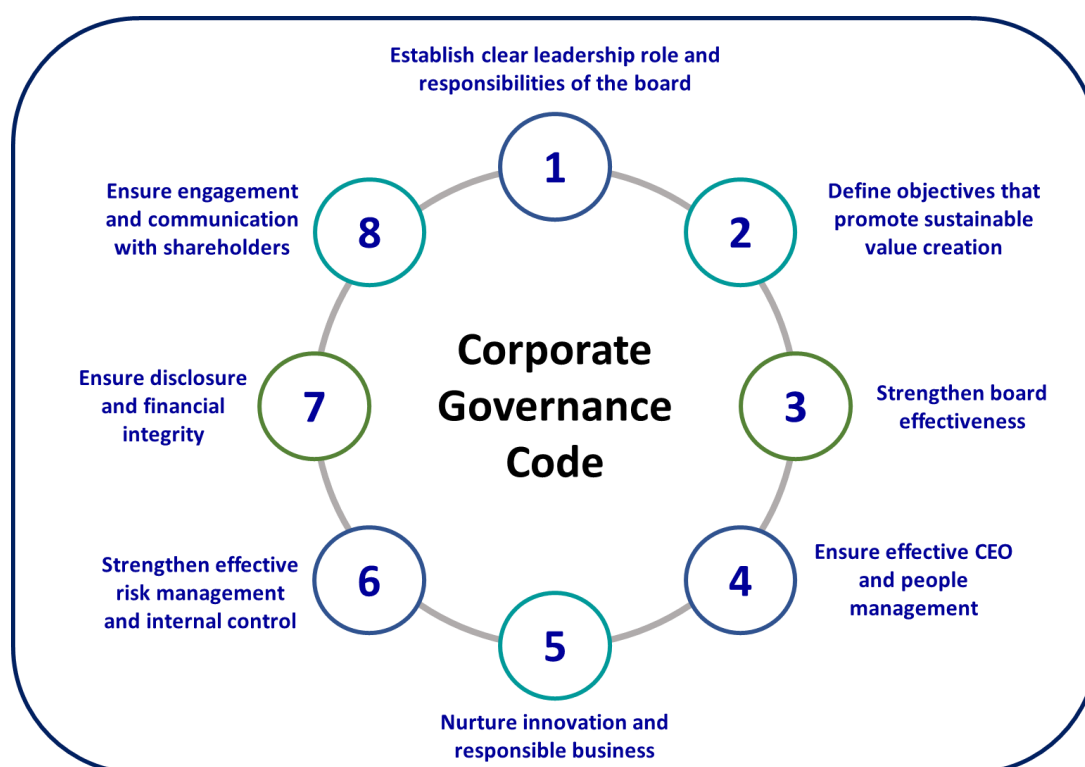 Establish clear leadership role and
responsibilities of the board
1
2
Define objectives that
promote sustainable
value creation
3
Strengthen board
effectiveness
4
Ensure effective CEO
and people
management
5
Nurture innovation and
responsible business
6
Strengthen effective
risk management
and internal control
7
Ensure disclosure
and financial
integrity
8
Ensure engagement
and communication
with shareholders
Corporate
Governance
Code